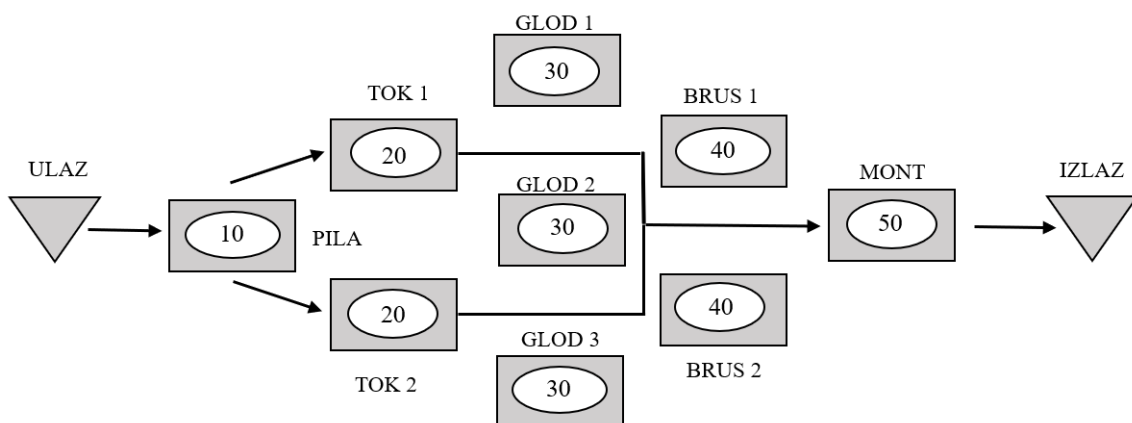 GLOD 1
30
TOK 1
BRUS 1
20
40
ULAZ
GLOD 2
MONT
IZLAZ
10
PILA
30
50
20
40
GLOD 3
TOK 2
BRUS 2
30